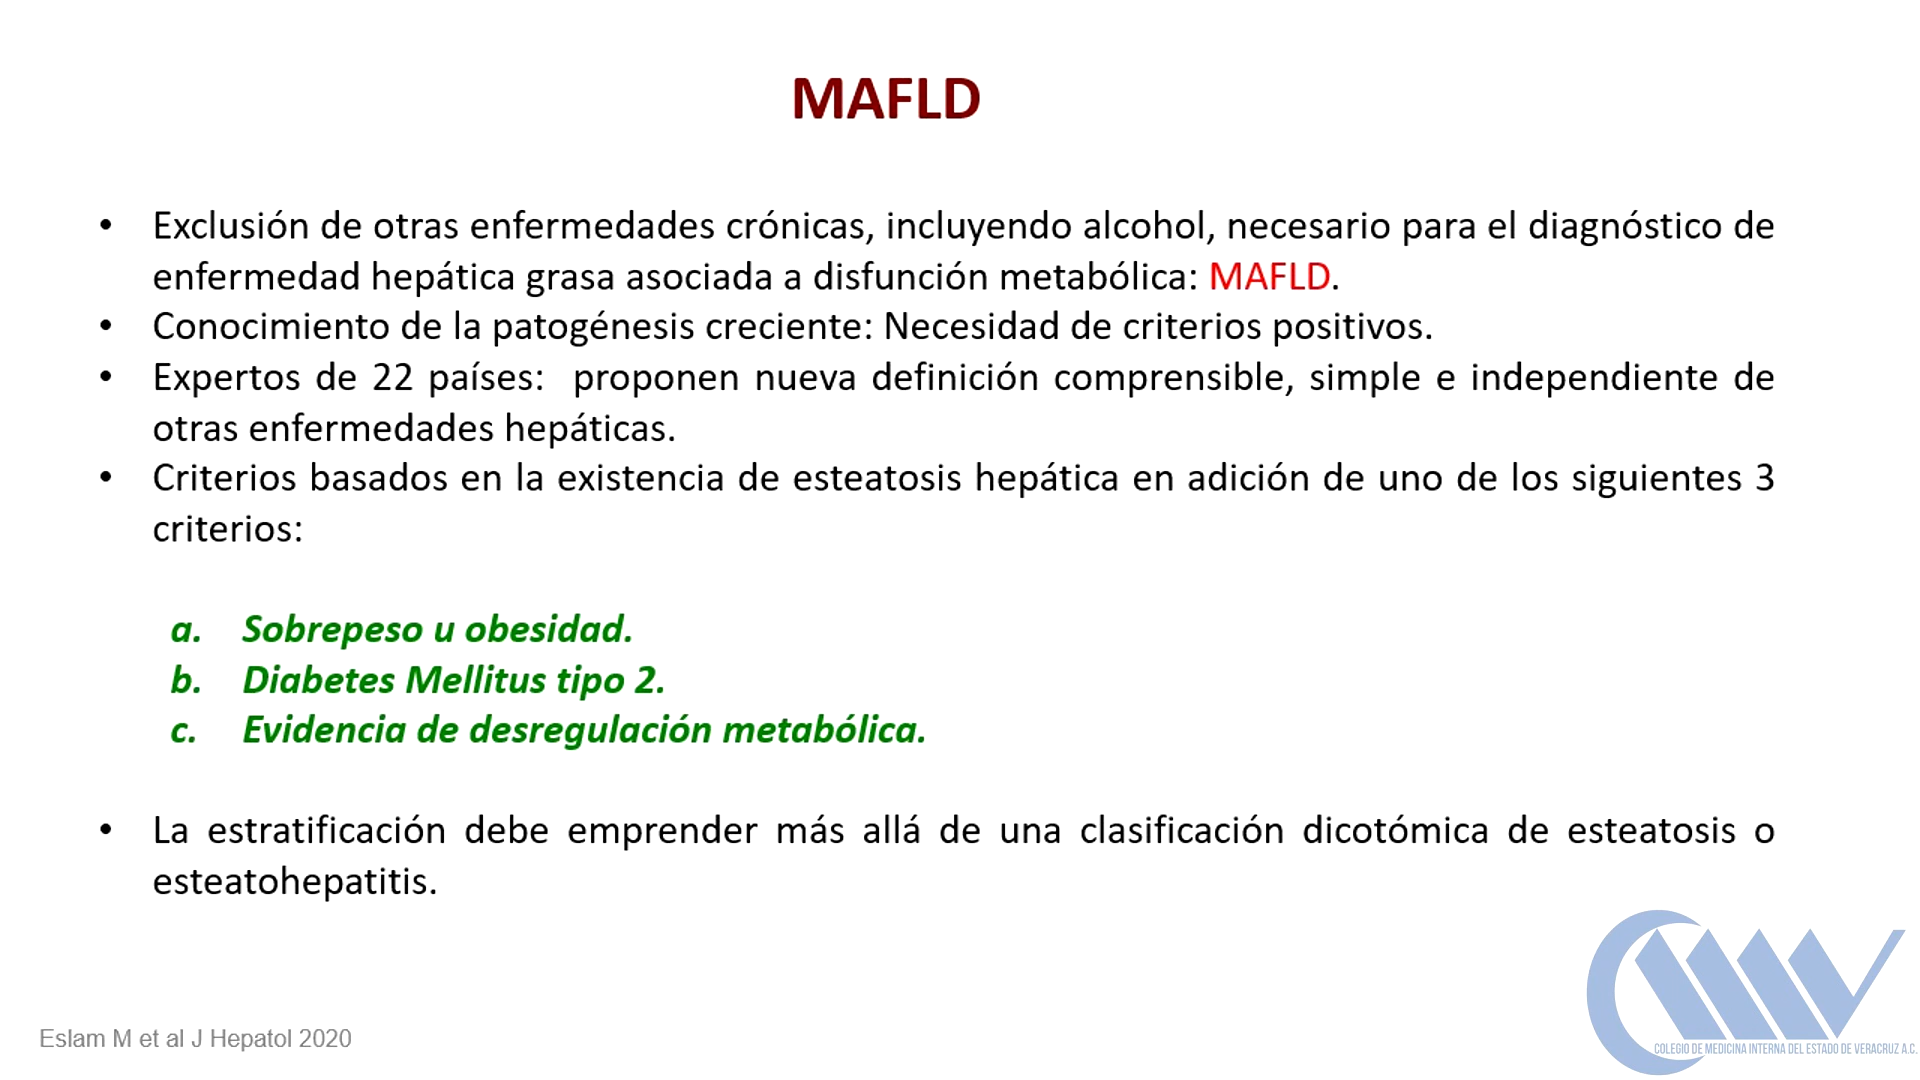 MAFLD
• Exclusión de otras enfermedades crónicas, incluyendo alcohol, necesario para el diagnóstico de
enfermedad hepática grasa asociada a disfunción metabólica: MAFLD.
• Conocimiento de la patogénesis creciente: Necesidad de criterios positivos.
• Expertos de 22 países: proponen nueva definición comprensible, simple e independiente de
otras enfermedades hepáticas.
• Criterios basados en la existencia de esteatosis hepática en adición de uno de los siguientes 3
criterios:
a. Sobrepeso u obesidad.
b. Diabetes Mellitus tipo 2.
c. Evidencia de desregulación metabólica.
• La estratificación debe emprender más allá de una clasificación dicotómica de esteatosis o
esteatohepatitis.
Eslam M et al J Hepatol 2020
COLEGIO DE MEDICINA INTERNA DEL ESTADO DE VERACRUZ A.C.